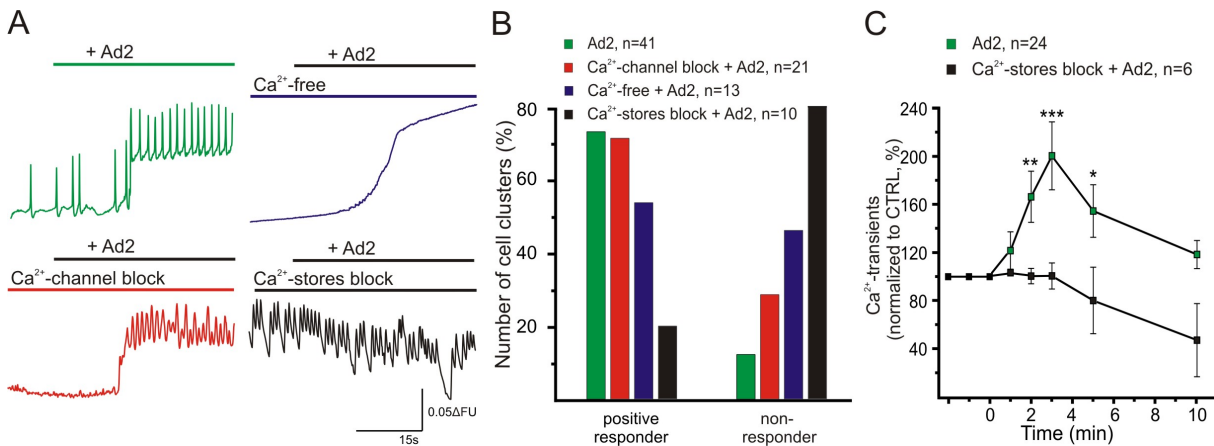 A
+ Ad2
+ Ad2
Ca²⁺-free
+ Ad2
Ca²⁺-channel block
+ Ad2
Ca²⁺-stores block
0.05ΔFU
15s
B
Ad2, n=41
Ca²⁺-channel block + Ad2, n=21
Ca²⁺-free + Ad2, n=13
Ca²⁺-stores block + Ad2, n=10
Number of cell clusters (%)
80
60
40
20
positive
responder
non-
responder
C
Ad2, n=24
Ca²⁺-stores block + Ad2, n=6
Ca²⁺-transients
(normalized to CTRL, %)
240
200
160
120
80
40
**
***
*
0 2 4 6 8 10
Time (min)